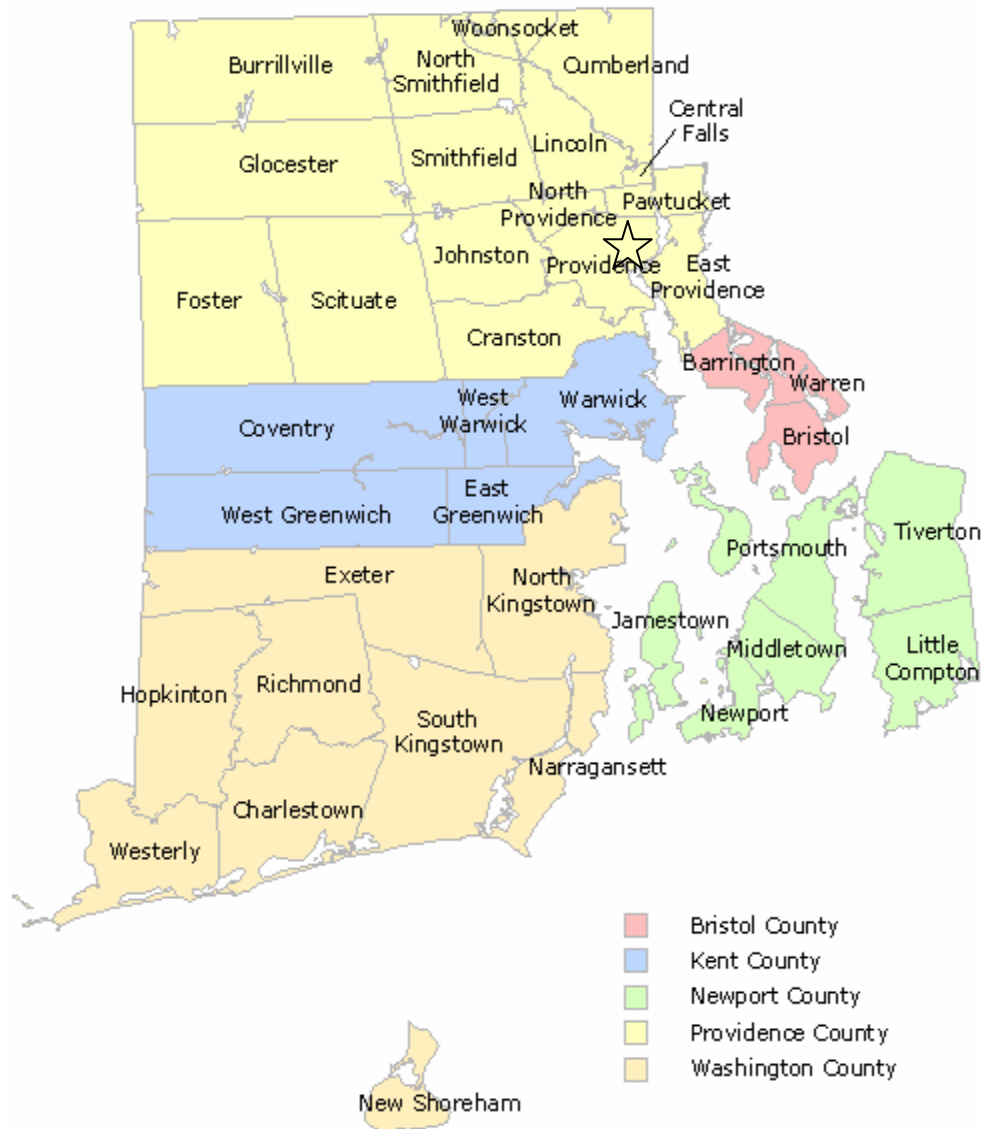 Woonsocket
Burrillville
North
Smithfield
Cumberland
Central
Falls
Glocester
Smithfield
Lincoln
North
Providence
Pawtucket
Foster
Scituate
Johnston
Providence
East
Providence
Cranston
Barrington
Warren
Bristol
Coventry
West
Warwick
Warwick
West Greenwich
East
Greenwich
Portsmouth
Tiverton
Exeter
North
Kingstown
Jamestown
Middletown
Little
Compton
Hopkinton
Richmond
South
Kingstown
Newport
Narragansett
Charlestown
Westerly
Bristol County
Kent County
Newport County
Providence County
Washington County
New Shoreham